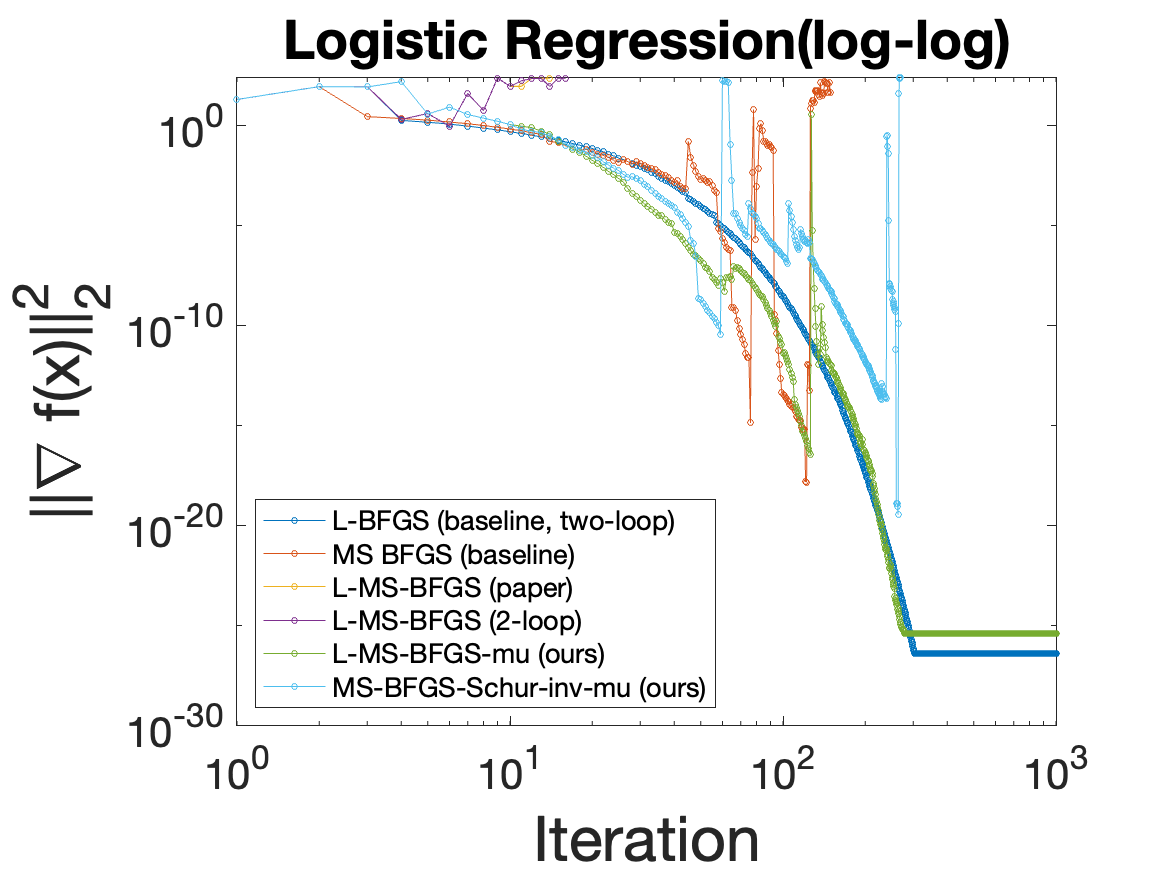 Logistic Regression(log-log)
10^0
10^-10
10^-20
10^-30
||∇ f(x)||_2^2
L-BFGS (baseline, two-loop)
MS BFGS (baseline)
L-MS-BFGS (paper)
L-MS-BFGS (2-loop)
L-MS-BFGS-mu (ours)
MS-BFGS-Schur-inv-mu (ours)
10^0 10^1 10^2 10^3
Iteration